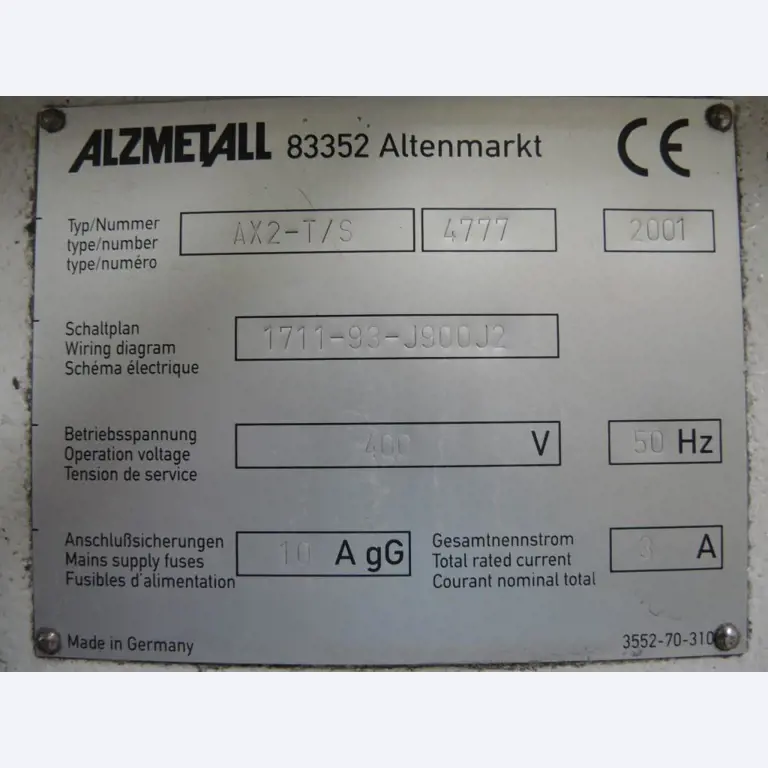 ALZMETALL 83352 Altenmarkt CE
Typ/Nummer
type/number
type/numéro
AX2-T/S 4777 2001
Schaltplan
Wiring diagram
Schéma électrique
1711-93-J900J2
Betriebsspannung
Operation voltage
Tension de service
400 V 50 Hz
Anschlußsicherungen
Mains supply fuses
Fusibles d'alimentation
10 A gG
Gesamtnennstrom
Total rated current
Courant nominal total
3 A
Made in Germany
3552-70-310